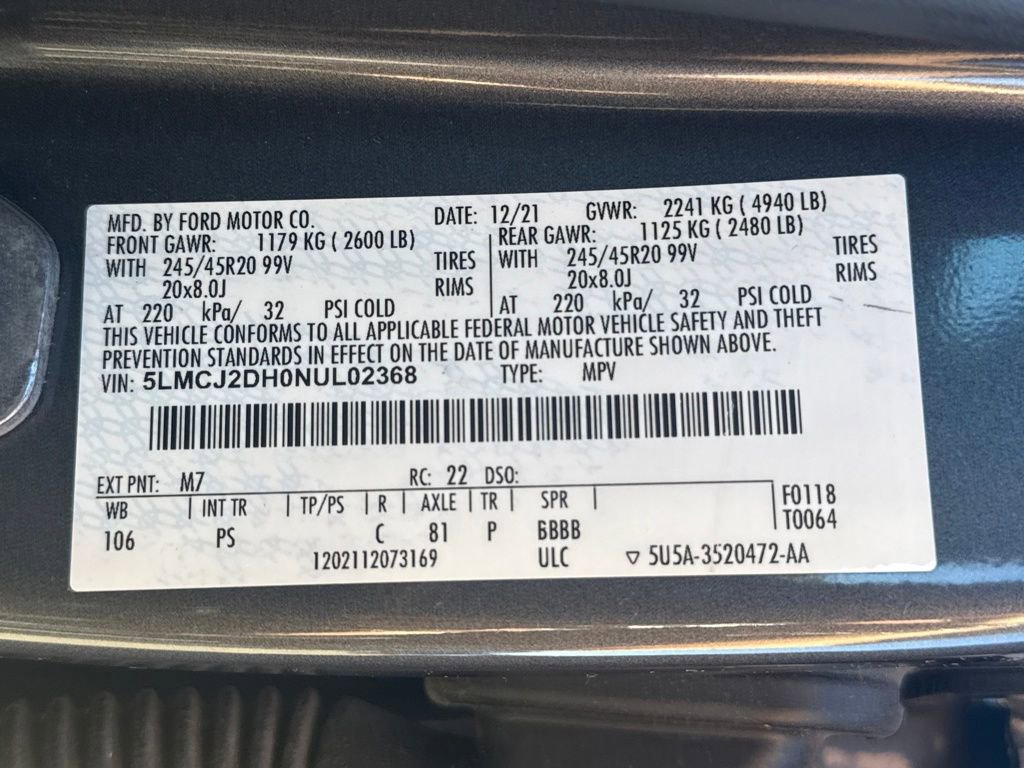 MFD. BY FORD MOTOR CO. DATE: 12/21 GVWR: 2241 KG ( 4940 LB)
FRONT GAWR: 1179 KG ( 2600 LB) REAR GAWR: 1125 KG ( 2480 LB)
WITH 245/45R20 99V TIRES WITH 245/45R20 99V TIRES
20x8.0J RIMS 20x8.0J RIMS
AT 220 kPa/ 32 PSI COLD AT 220 kPa/ 32 PSI COLD
THIS VEHICLE CONFORMS TO ALL APPLICABLE FEDERAL MOTOR VEHICLE SAFETY AND THEFT
PREVENTION STANDARDS IN EFFECT ON THE DATE OF MANUFACTURE SHOWN ABOVE.
VIN: 5LMCJ2DH0NUL02368 TYPE: MPV
EXT PNT: M7 RC: 22 DSO:
WB | INT TR | TP/PS | R | AXLE | TR | SPR | F0118
T0064
106 PS C 81 P 6BBB
1202112073169 ULC ▽ 5U5A-3520472-AA